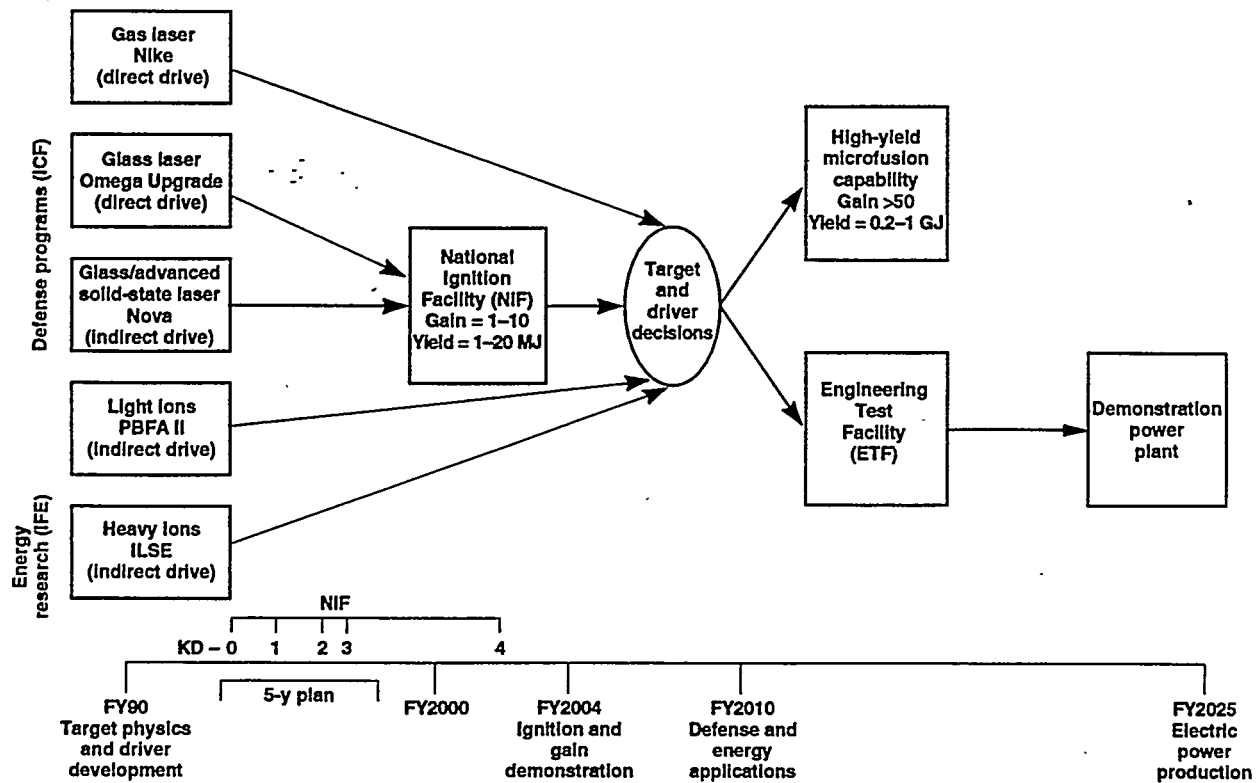 Gas laser
Nike
(direct drive)
Defense programs (ICF)
Glass laser
Omega Upgrade
(direct drive)
Glass/advanced
solid-state laser
Nova
(indirect drive)
Light ions
PBFA II
(indirect drive)
Energy
research (IFE)
Heavy ions
ILSE
(indirect drive)
National
Ignition
Facility (NIF)
Gain = 1–10
Yield = 1–20 MJ
Target
and
driver
decisions
High-yield
microfusion
capability
Gain >50
Yield = 0.2–1 GJ
Engineering
Test
Facility
(ETF)
Demonstration
power
plant
NIF
KD – 0 1 2 3 4
5-y plan
FY90
Target physics
and driver
development
FY2000
FY2004
Ignition and
gain
demonstration
FY2010
Defense and
energy
applications
FY2025
Electric
power
production